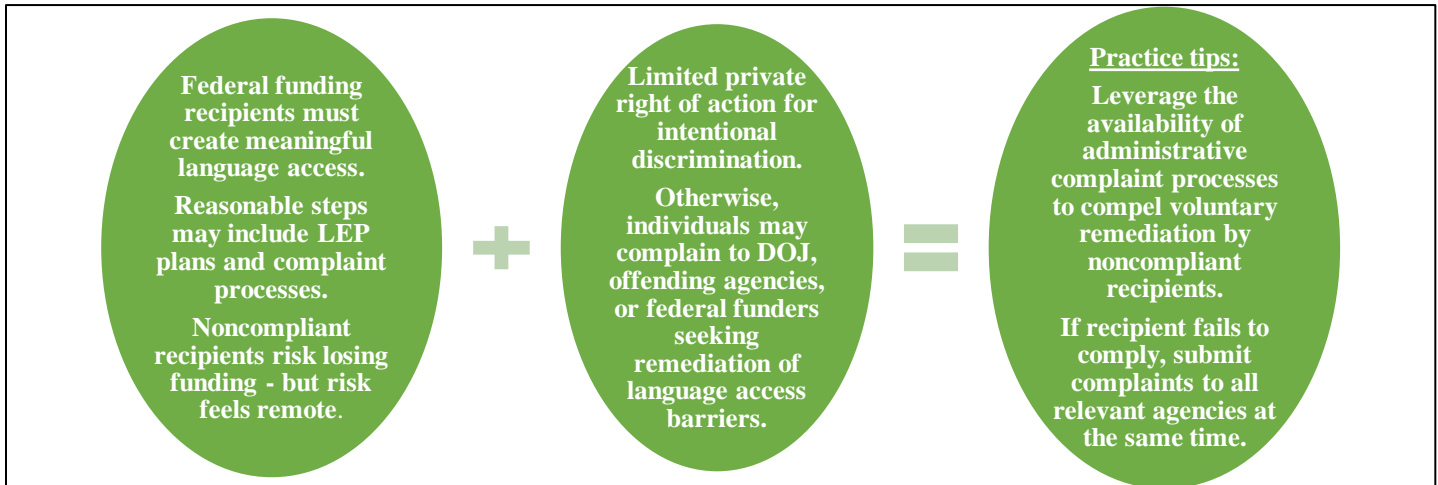 Federal funding
recipients must
create meaningful
language access.
Reasonable steps
may include LEP
plans and complaint
processes.
Noncompliant
recipients risk losing
funding - but risk
feels remote.
Limited private
right of action for
intentional
discrimination.
Otherwise,
individuals may
complain to DOJ,
offending agencies,
or federal funders
seeking
remediation of
language access
barriers.
Practice tips:
Leverage the
availability of
administrative
complaint processes
to compel voluntary
remediation by
noncompliant
recipients.
If recipient fails to
comply, submit
complaints to all
relevant agencies at
the same time.